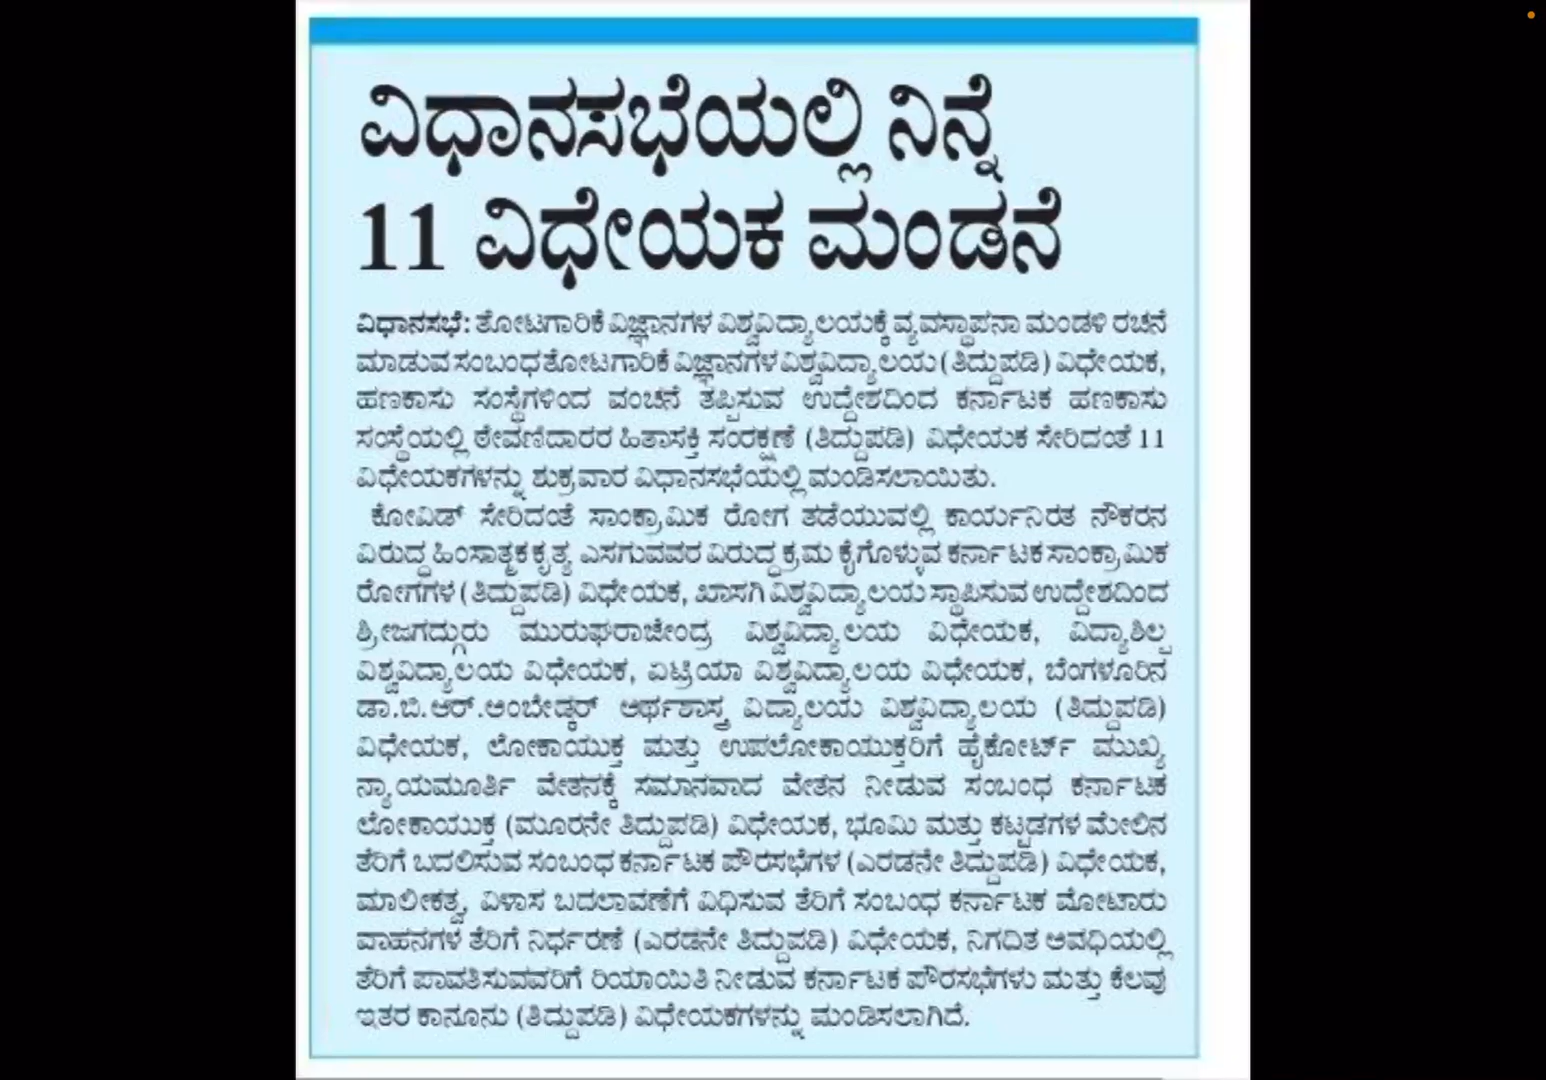 ವಿಧಾನಸಭೆಯಲ್ಲಿ ನಿನ್ನೆ
11 ವಿಧೇಯಕ ಮಂಡನೆ
ವಿಧಾನಸಭೆ: ತೋಟಗಾರಿಕೆ ವಿಜ್ಞಾನಗಳ ವಿಶ್ವವಿದ್ಯಾಲಯಕ್ಕೆ ವ್ಯವಸ್ಥಾಪನಾ ಮಂಡಳಿ ರಚನೆ
ಮಾಡುವ ಸಂಬಂಧ ತೋಟಗಾರಿಕೆ ವಿಜ್ಞಾನಗಳ ವಿಶ್ವವಿದ್ಯಾಲಯ (ತಿದ್ದುಪಡಿ) ವಿಧೇಯಕ,
ಹಣಕಾಸು ಸಂಸ್ಥೆಗಳಿಂದ ವಂಚನೆ ತಪ್ಪಿಸುವ ಉದ್ದೇಶದಿಂದ ಕರ್ನಾಟಕ ಹಣಕಾಸು
ಸಂಸ್ಥೆಯಲ್ಲಿ ಠೇವಣಿದಾರರ ಹಿತಾಸಕ್ತಿ ಸಂರಕ್ಷಣೆ (ತಿದ್ದುಪಡಿ) ವಿಧೇಯಕ ಸೇರಿದಂತೆ 11
ವಿಧೇಯಕಗಳನ್ನು ಶುಕ್ರವಾರ ವಿಧಾನಸಭೆಯಲ್ಲಿ ಮಂಡಿಸಲಾಯಿತು.
ಕೋವಿಡ್ ಸೇರಿದಂತೆ ಸಾಂಕ್ರಾಮಿಕ ರೋಗ ತಡೆಯುವಲ್ಲಿ ಕಾರ್ಯನಿರತ ನೌಕರನ
ವಿರುದ್ಧ ಹಿಂಸಾತ್ಮಕ ಕೃತ್ಯ ಎಸಗುವವರ ವಿರುದ್ಧ ಕ್ರಮ ಕೈಗೊಳ್ಳುವ ಕರ್ನಾಟಕ ಸಾಂಕ್ರಾಮಿಕ
ರೋಗಗಳ (ತಿದ್ದುಪಡಿ) ವಿಧೇಯಕ, ಖಾಸಗಿ ವಿಶ್ವವಿದ್ಯಾಲಯ ಸ್ಥಾಪಿಸುವ ಉದ್ದೇಶದಿಂದ
ಶ್ರೀಜಗದ್ಗುರು ಮುರುಘರಾಜೇಂದ್ರ ವಿಶ್ವವಿದ್ಯಾಲಯ ವಿಧೇಯಕ, ವಿದ್ಯಾಶಿಲ್ಪ
ವಿಶ್ವವಿದ್ಯಾಲಯ ವಿಧೇಯಕ, ಏಟ್ರಿಯಾ ವಿಶ್ವವಿದ್ಯಾಲಯ ವಿಧೇಯಕ, ಬೆಂಗಳೂರಿನ
ಡಾ.ಬಿ.ಆರ್.ಅಂಬೇಡ್ಕರ್ ಅರ್ಥಶಾಸ್ತ್ರ ವಿದ್ಯಾಲಯ ವಿಶ್ವವಿದ್ಯಾಲಯ (ತಿದ್ದುಪಡಿ)
ವಿಧೇಯಕ, ಲೋಕಾಯುಕ್ತ ಮತ್ತು ಉಪಲೋಕಾಯುಕ್ತರಿಗೆ ಹೈಕೋರ್ಟ್ ಮುಖ್ಯ
ನ್ಯಾಯಮೂರ್ತಿ ವೇತನಕ್ಕೆ ಸಮಾನವಾದ ವೇತನ ನೀಡುವ ಸಂಬಂಧ ಕರ್ನಾಟಕ
ಲೋಕಾಯುಕ್ತ (ಮೂರನೇ ತಿದ್ದುಪಡಿ) ವಿಧೇಯಕ, ಭೂಮಿ ಮತ್ತು ಕಟ್ಟಡಗಳ ಮೇಲಿನ
ತೆರಿಗೆ ಬದಲಿಸುವ ಸಂಬಂಧ ಕರ್ನಾಟಕ ಪೌರಸಭೆಗಳ (ಎರಡನೇ ತಿದ್ದುಪಡಿ) ವಿಧೇಯಕ,
ಮಾಲೀಕತ್ವ, ವಿಳಾಸ ಬದಲಾವಣೆಗೆ ವಿಧಿಸುವ ತೆರಿಗೆ ಸಂಬಂಧ ಕರ್ನಾಟಕ ಮೋಟಾರು
ವಾಹನಗಳ ತೆರಿಗೆ ನಿರ್ಧರಣೆ (ಎರಡನೇ ತಿದ್ದುಪಡಿ) ವಿಧೇಯಕ, ನಿಗದಿತ ಅವಧಿಯಲ್ಲಿ
ತೆರಿಗೆ ಪಾವತಿಸುವವರಿಗೆ ರಿಯಾಯಿತಿ ನೀಡುವ ಕರ್ನಾಟಕ ಪೌರಸಭೆಗಳು ಮತ್ತು ಕೆಲವು
ಇತರ ಕಾನೂನು (ತಿದ್ದುಪಡಿ) ವಿಧೇಯಕಗಳನ್ನು ಮಂಡಿಸಲಾಗಿದೆ.